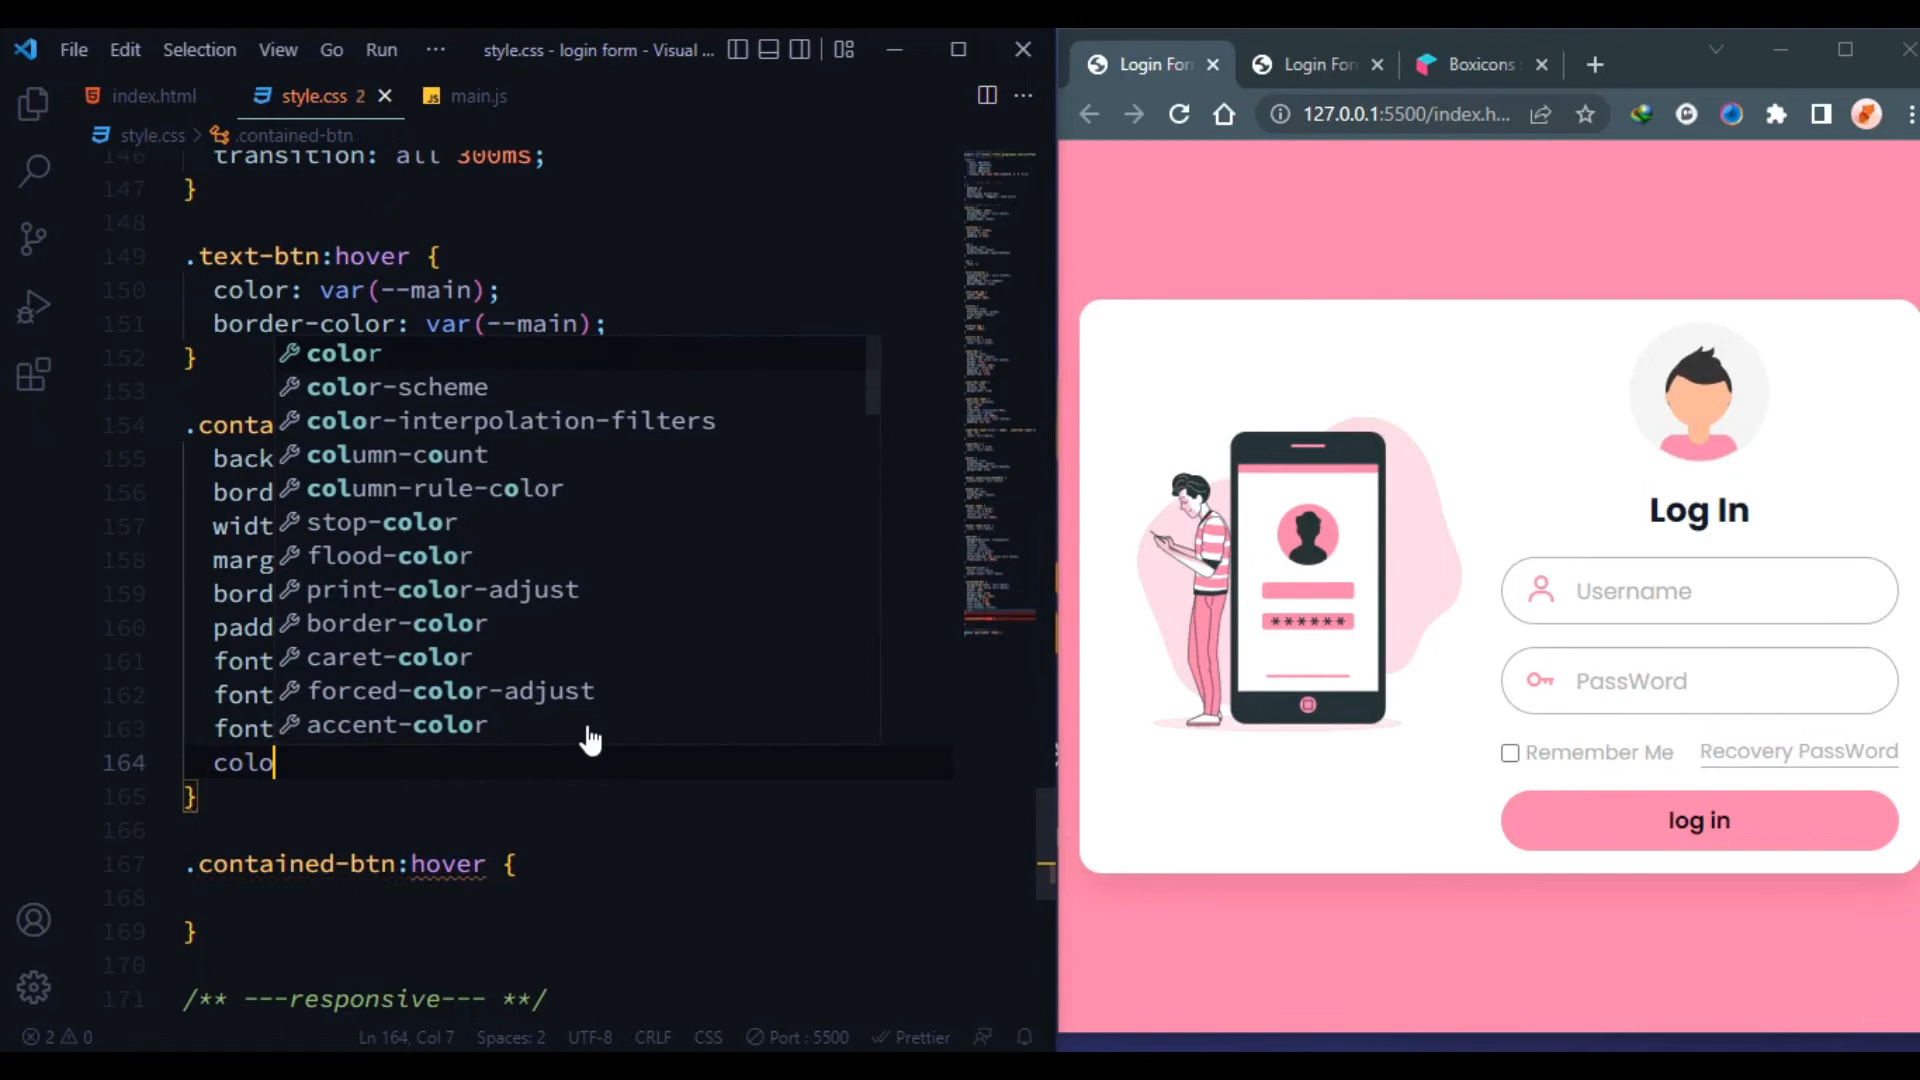 File Edit Selection View Go Run ··· style.css - login form - Visual ...
index.html style.css 2 main.js ···
style.css > .contained-btn
146 transition: all 300ms;
147 }
148
149 .text-btn:hover {
150 color: var(--main);
151 border-color: var(--main);
152 }
153
154 .conta
155 back
156 bord
157 widt
158 marg
159 bord
160 padd
161 font
162 font
163 font
164 colo
165 }
166
167 .contained-btn:hover {
168
169 }
170
171 /** ---responsive--- **/
color
color-scheme
color-interpolation-filters
column-count
column-rule-color
stop-color
flood-color
print-color-adjust
border-color
caret-color
forced-color-adjust
accent-color
2 0 Ln 164, Col 7 Spaces: 2 UTF-8 CRLF CSS Port : 5500 Prettier
Login For Login For Boxicons :
127.0.0.1:5500/index.h...
Log In
Username
PassWord
Remember Me Recovery PassWord
log in
******